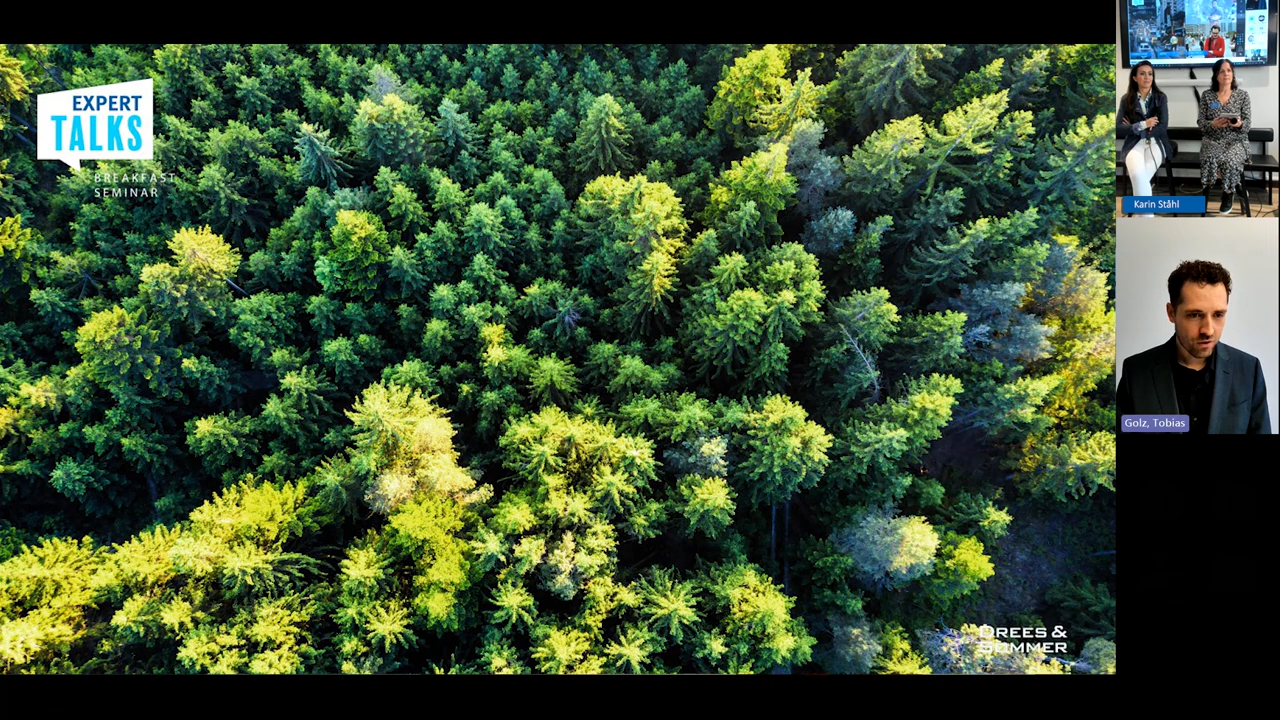 EXPERT
TALKS
BREAKFAST
SEMINAR
DREES &
SOMMER
Karin Ståhl
Golz, Tobias